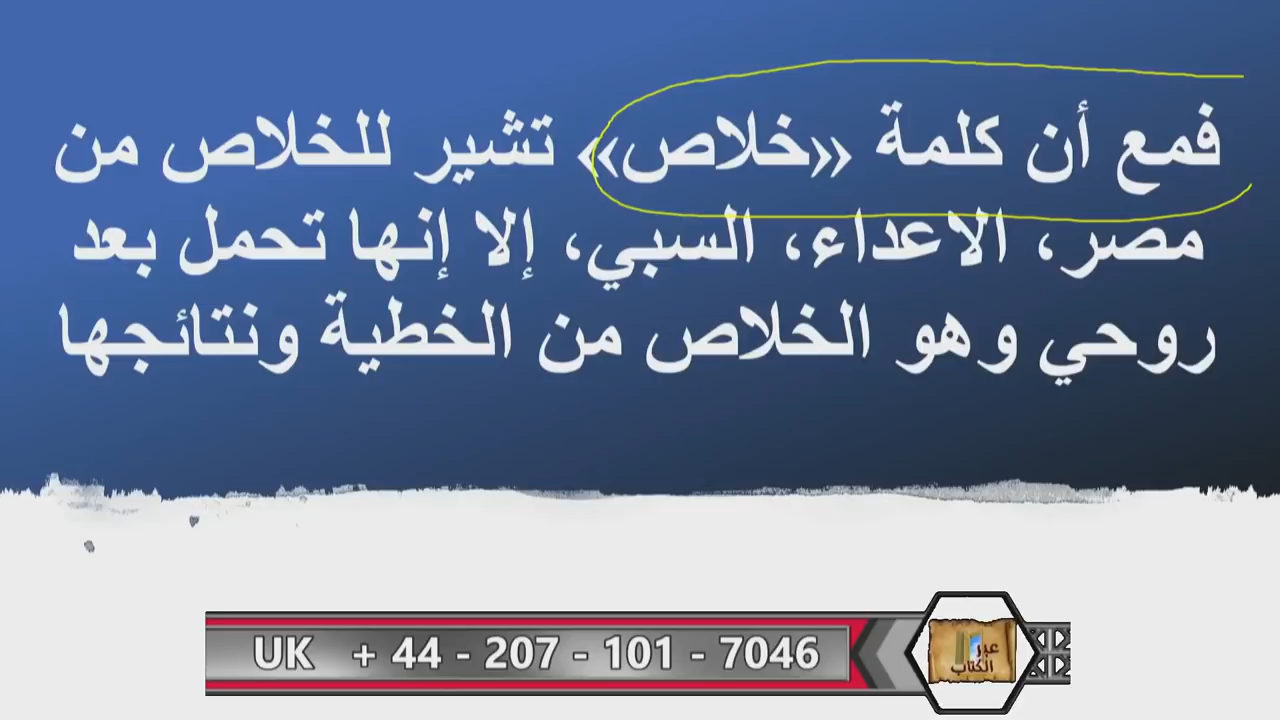 فمع أن كلمة «خلاص» تشير للخلاص من
مصر، الاعداء، السبي، إلا إنها تحمل بعد
روحي وهو الخلاص من الخطية ونتائجها
UK + 44 - 207 - 101 - 7046
عبر
الكتاب